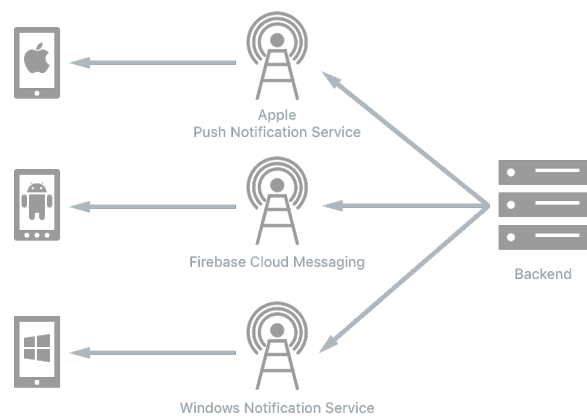 Apple
Push Notification Service
Firebase Cloud Messaging
Backend
Windows Notification Service